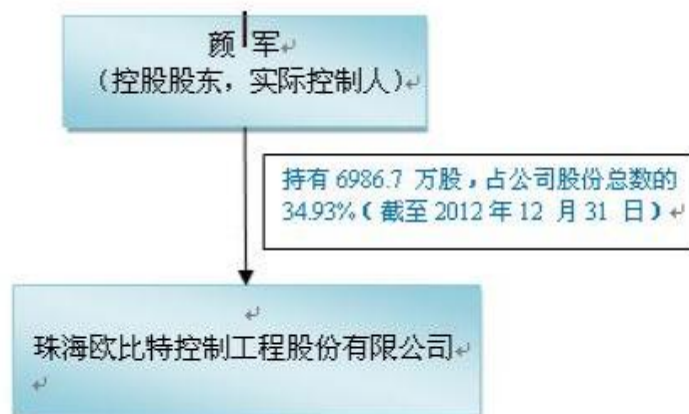 颜 军
（控股股东，实际控制人）
持有 6986.7 万股，占公司股份总数的
34.93%（截至 2012 年 12 月 31 日）
珠海欧比特控制工程股份有限公司